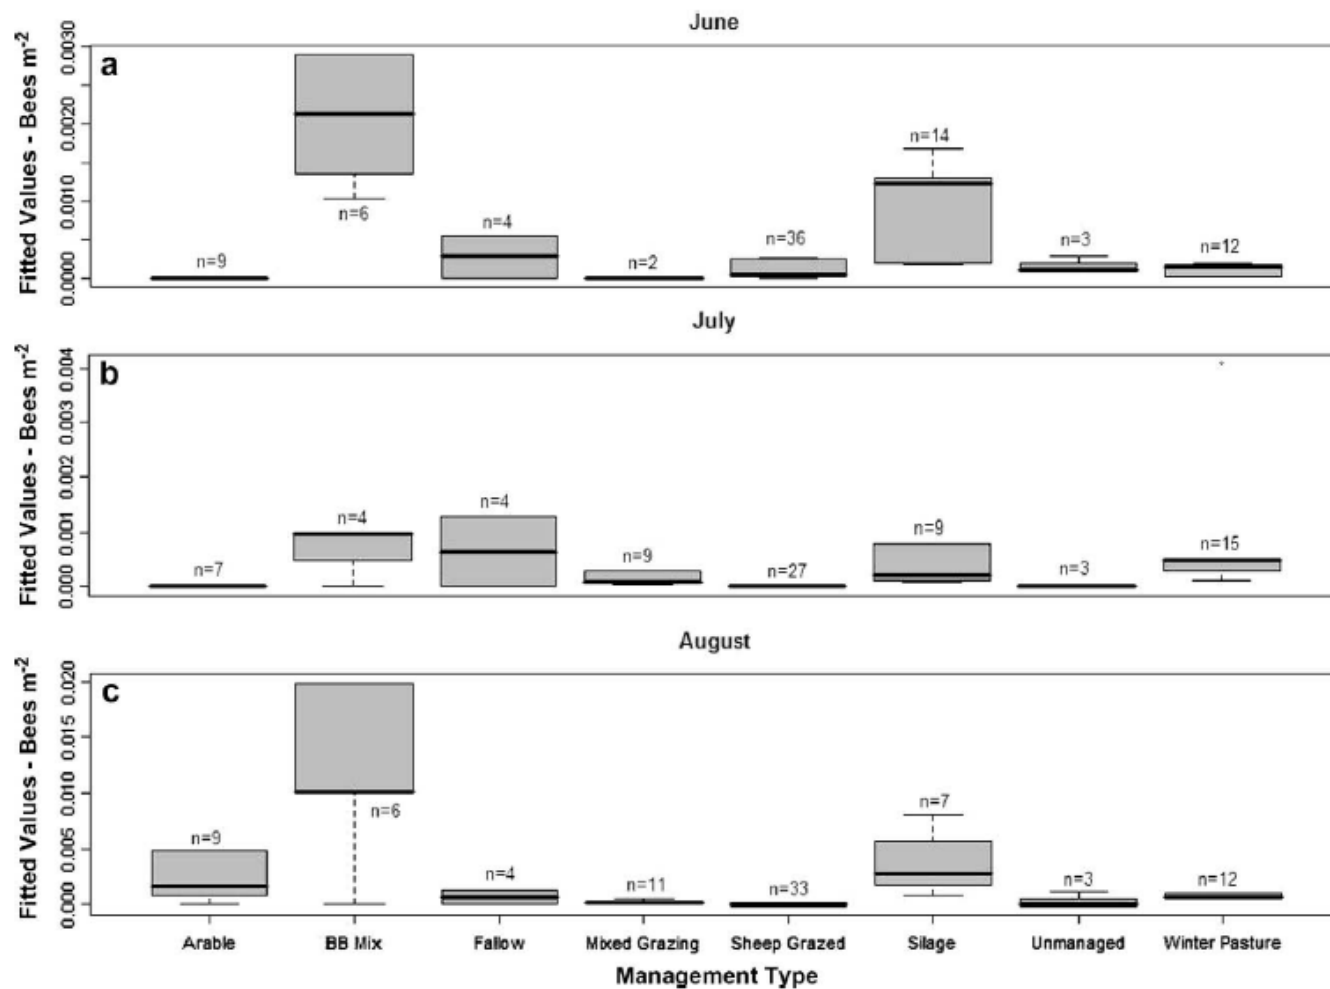 June
a
Fitted Values - Bees m-2
0.0030
0.0020
0.0010
0.0000
n=9
n=6
n=4
n=2
n=36
n=14
n=3
n=12
July
b
Fitted Values - Bees m-2
0.004
0.003
0.002
0.001
0.000
n=7
n=4
n=4
n=9
n=27
n=9
n=3
n=15
August
c
Fitted Values - Bees m-2
0.020
0.015
0.010
0.005
0.000
n=9
n=6
n=4
n=11
n=33
n=7
n=3
n=12
Arable BB Mix Fallow Mixed Grazing Sheep Grazed Silage Unmanaged Winter Pasture
Management Type